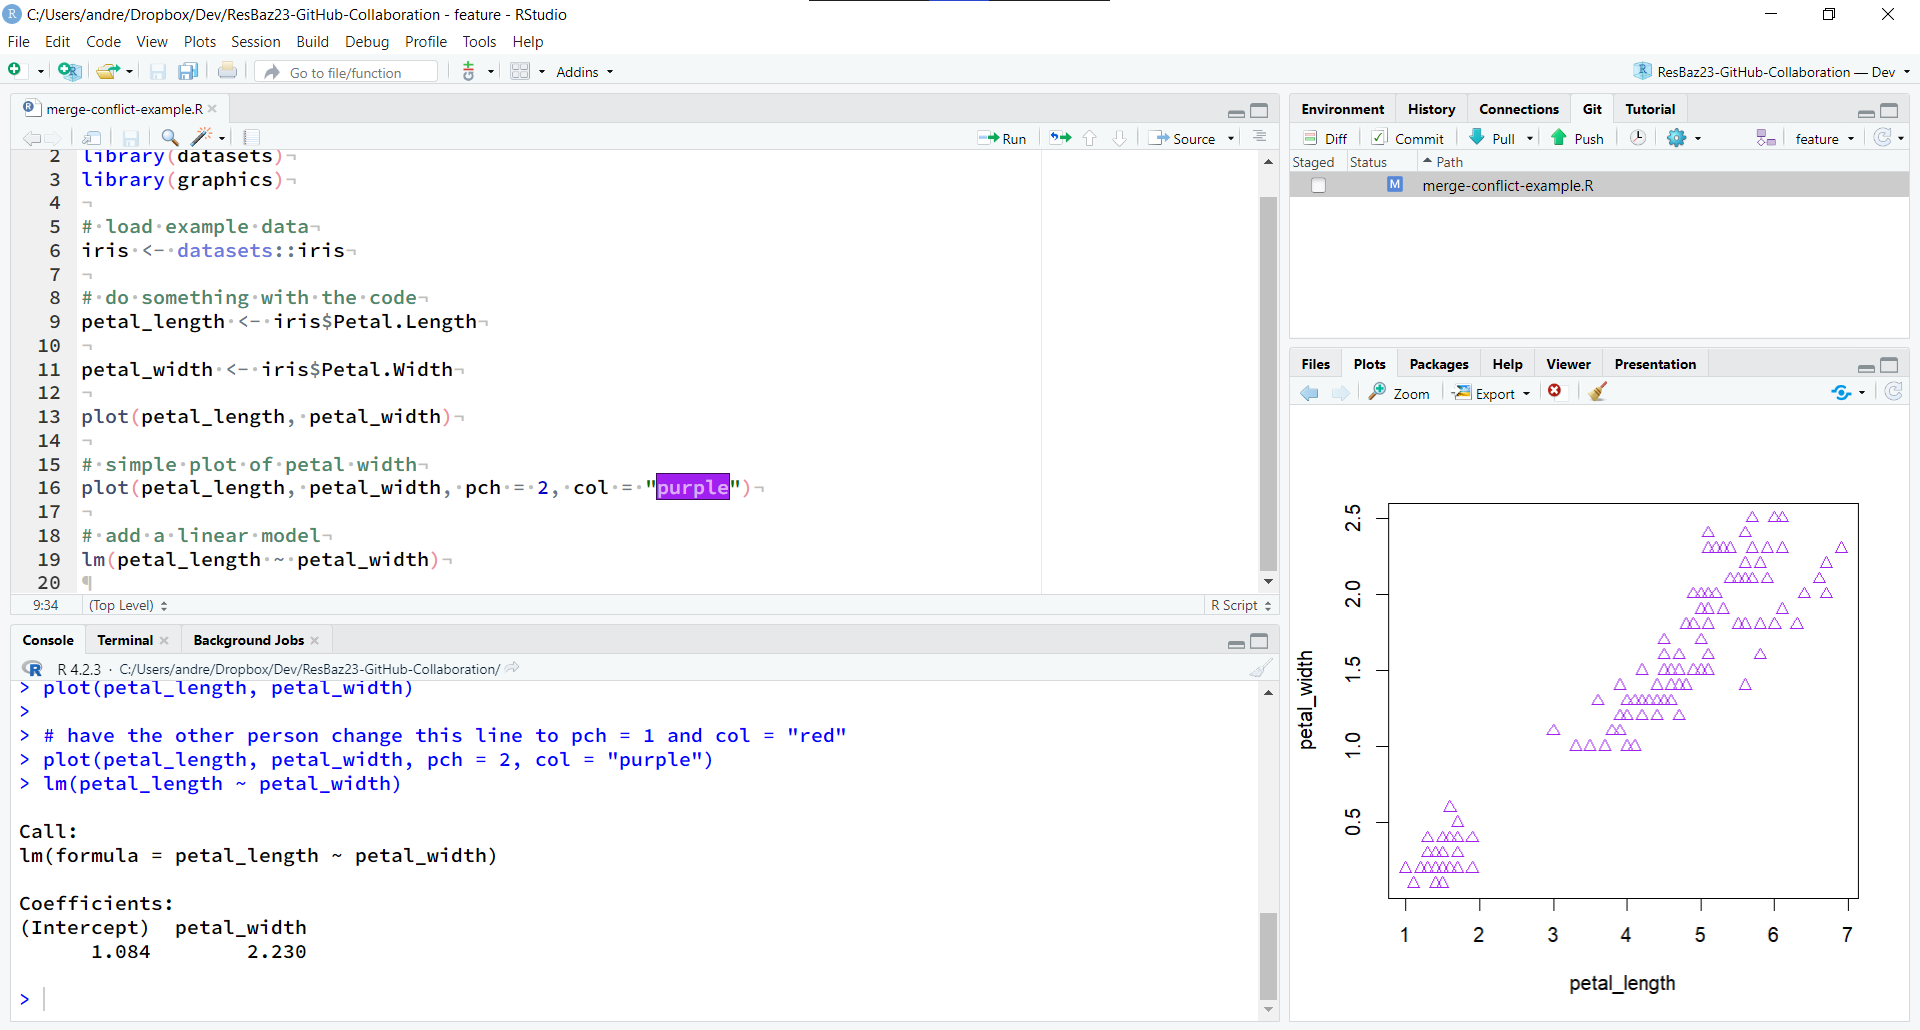 C:/Users/andre/Dropbox/Dev/ResBaz23-GitHub-Collaboration - feature - RStudio
File Edit Code View Plots Session Build Debug Profile Tools Help
Go to file/function Addins ResBaz23-GitHub-Collaboration — Dev
merge-conflict-example.R
Run Source
2 library(datasets)
3 library(graphics)
4
5 # load example data
6 iris <- datasets::iris
7
8 # do something with the code
9 petal_length <- iris$Petal.Length
10
11 petal_width <- iris$Petal.Width
12
13 plot(petal_length, petal_width)
14
15 # simple plot of petal width
16 plot(petal_length, petal_width, pch = 2, col = "purple")
17
18 # add a linear model
19 lm(petal_length ~ petal_width)
20
9:34 (Top Level) R Script
Console Terminal Background Jobs
R 4.2.3 · C:/Users/andre/Dropbox/Dev/ResBaz23-GitHub-Collaboration/
> plot(petal_length, petal_width)
>
> # have the other person change this line to pch = 1 and col = "red"
> plot(petal_length, petal_width, pch = 2, col = "purple")
> lm(petal_length ~ petal_width)
Call:
lm(formula = petal_length ~ petal_width)
Coefficients:
(Intercept) petal_width
1.084 2.230
>
Environment History Connections Git Tutorial
Diff Commit Pull Push feature
Staged Status Path
M merge-conflict-example.R
Files Plots Packages Help Viewer Presentation
Zoom Export
2.5
2.0
1.5
1.0
0.5
petal_width
1 2 3 4 5 6 7
petal_length